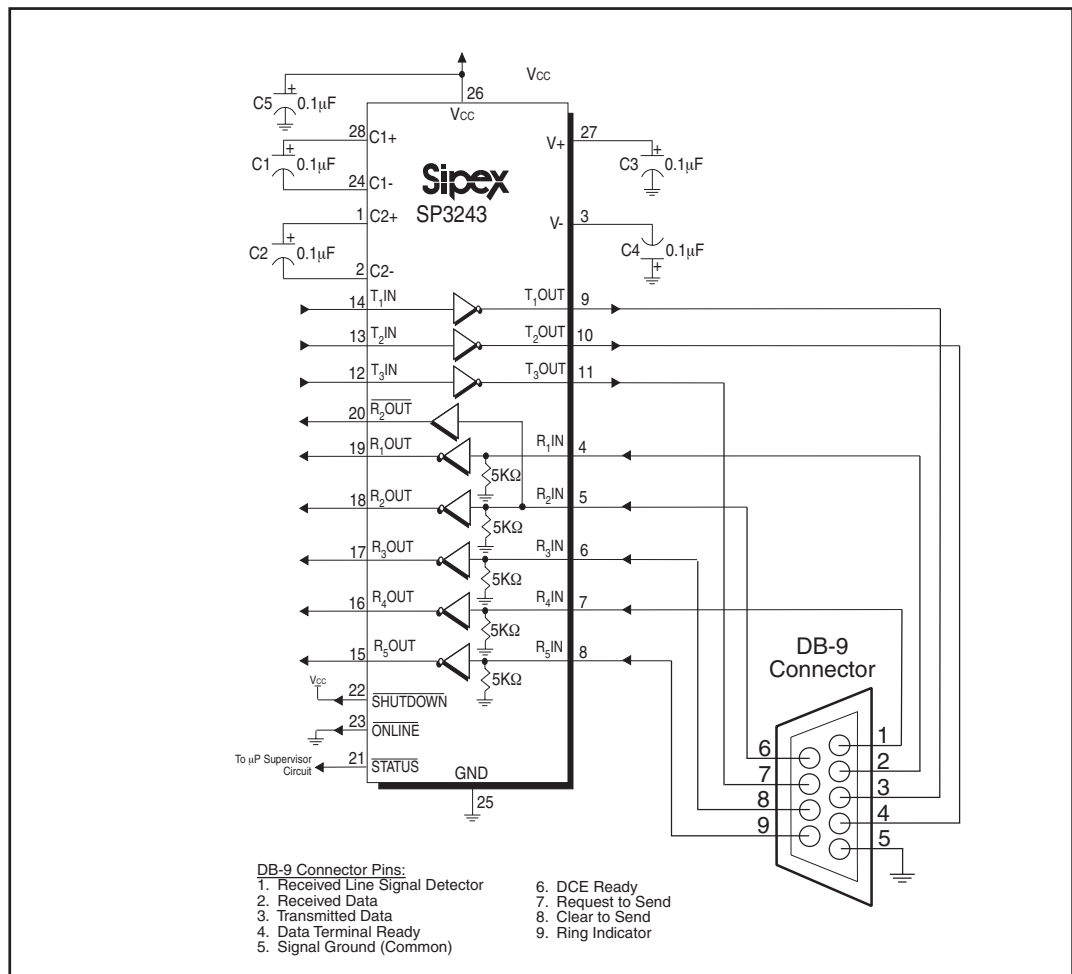 VCC
26
VCC
C5
+
0.1µF
28
C1+
C1
+
0.1µF
24
C1-
1
C2+
C2
+
0.1µF
2
C2-
Sipex
SP3243
27
V+
C3
+
0.1µF
3
V-
C4
0.1µF
+
14
T1IN
T1OUT
9
13
T2IN
T2OUT
10
12
T3IN
T3OUT
11
20
R2OUT
19
R1OUT
R1IN
4
5KΩ
18
R2OUT
R2IN
5
5KΩ
17
R3OUT
R3IN
6
5KΩ
16
R4OUT
R4IN
7
5KΩ
15
R5OUT
R5IN
8
5KΩ
VCC
22
SHUTDOWN
23
ONLINE
To µP Supervisor
Circuit
21
STATUS
GND
25
DB-9
Connector
6
7
8
9
1
2
3
4
5
DB-9 Connector Pins:
1. Received Line Signal Detector
2. Received Data
3. Transmitted Data
4. Data Terminal Ready
5. Signal Ground (Common)
6. DCE Ready
7. Request to Send
8. Clear to Send
9. Ring Indicator